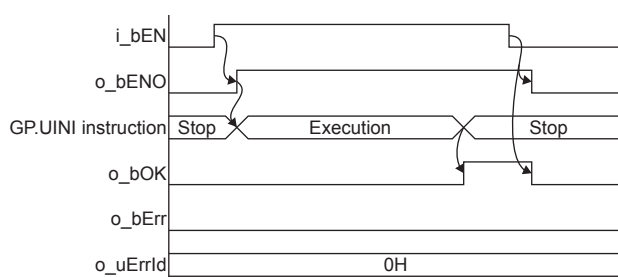 i_bEN
o_bENO
GP.UINI instruction Stop Execution Stop
o_bOK
o_bErr
o_uErrId 0H